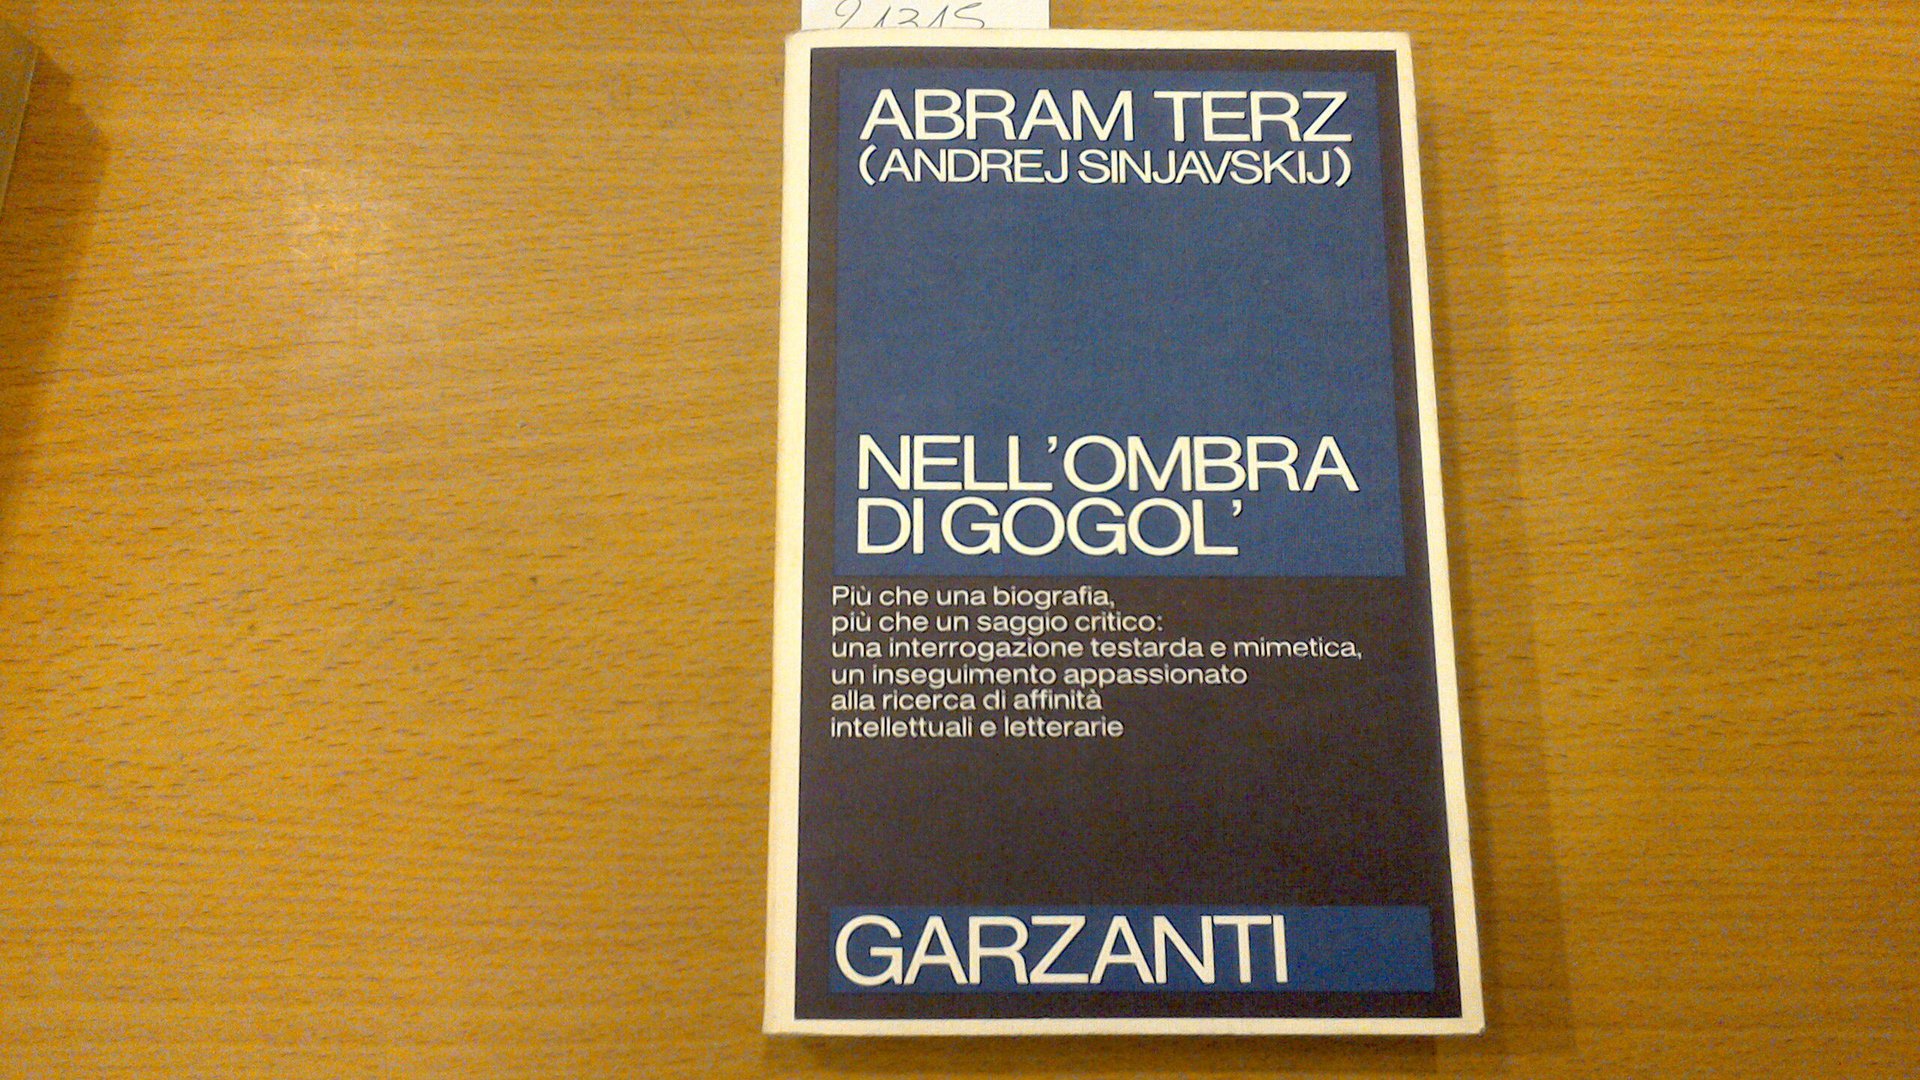 ABRAM TERZ
(ANDREJ SINJAVSKIJ)
NELL'OMBRA
DI GOGOL'
Più che una biografia,
più che un saggio critico:
una interrogazione testarda e mimetica,
un inseguimento appassionato
alla ricerca di affinità
intellettuali e letterarie
GARZANTI